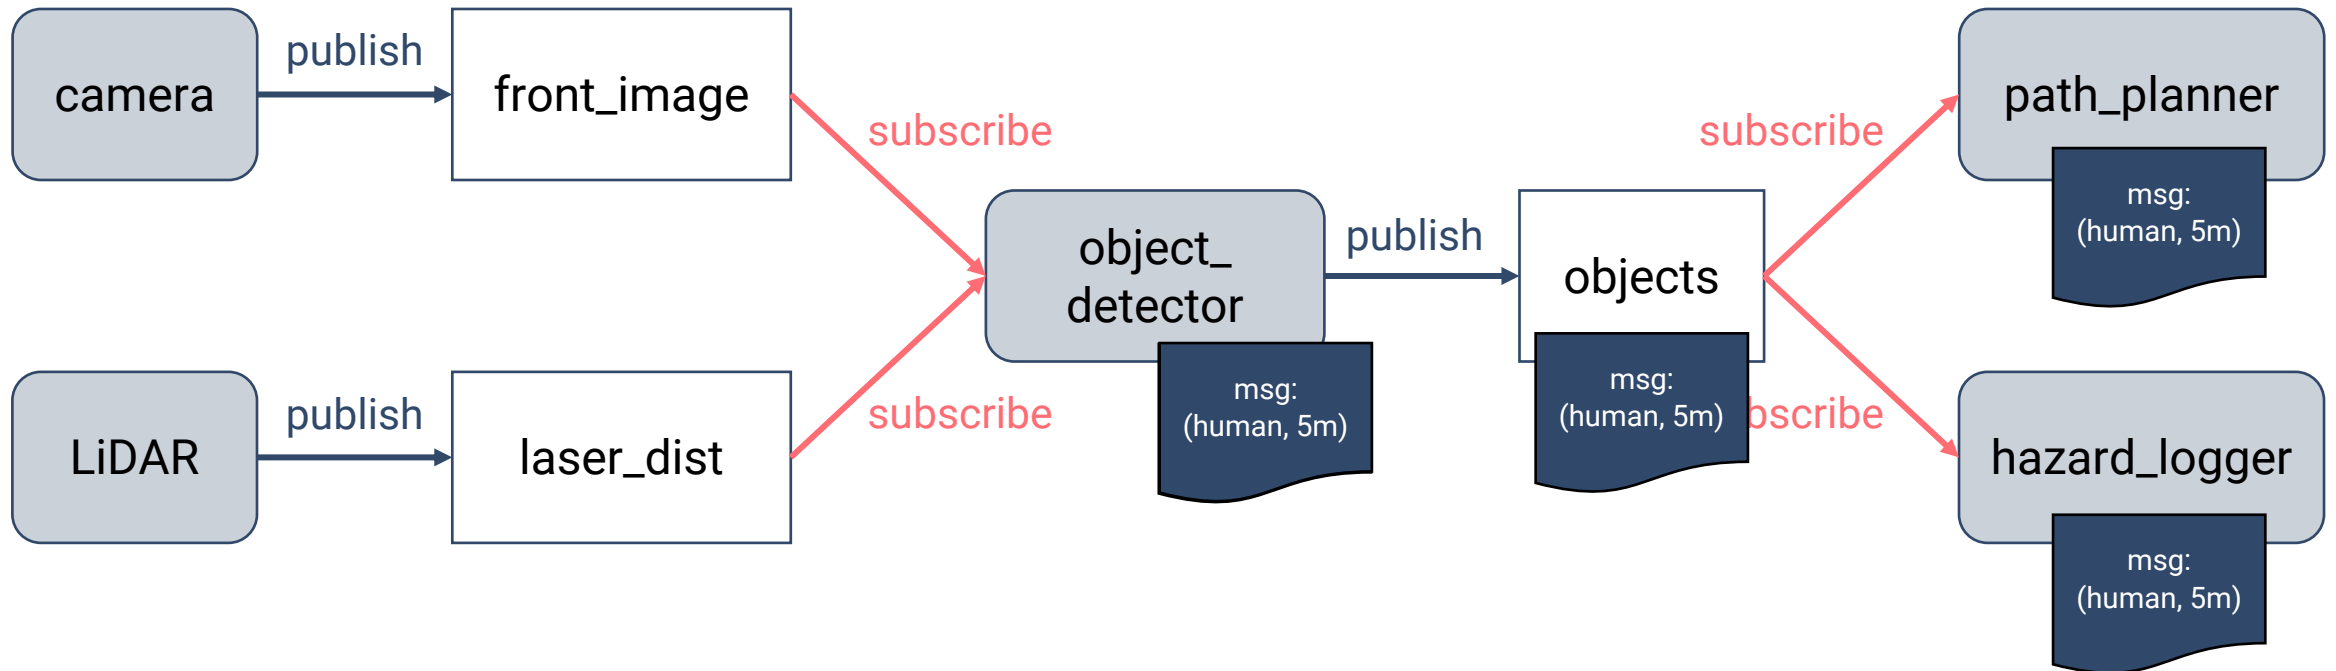 camera
publish
front_image
subscribe
LiDAR
publish
laser_dist
subscribe
object_
detector
msg:
(human, 5m)
publish
objects
msg:
(human, 5m)
subscribe
path_planner
msg:
(human, 5m)
bscribe
hazard_logger
msg:
(human, 5m)